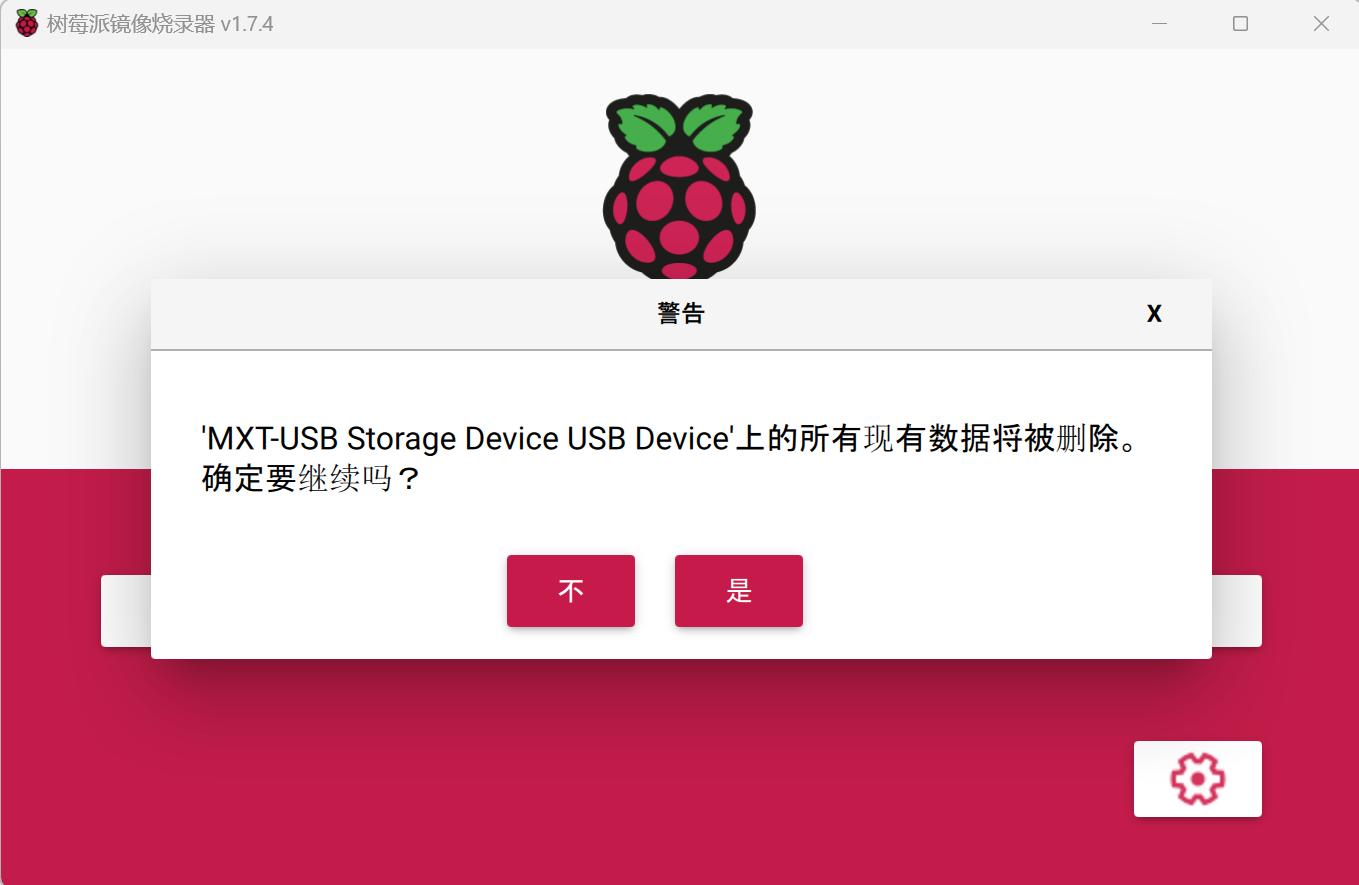 树莓派镜像烧录器 v1.7.4
警告
X
'MXT-USB Storage Device USB Device'上的所有现有数据将被删除。
确定要继续吗？
不
是